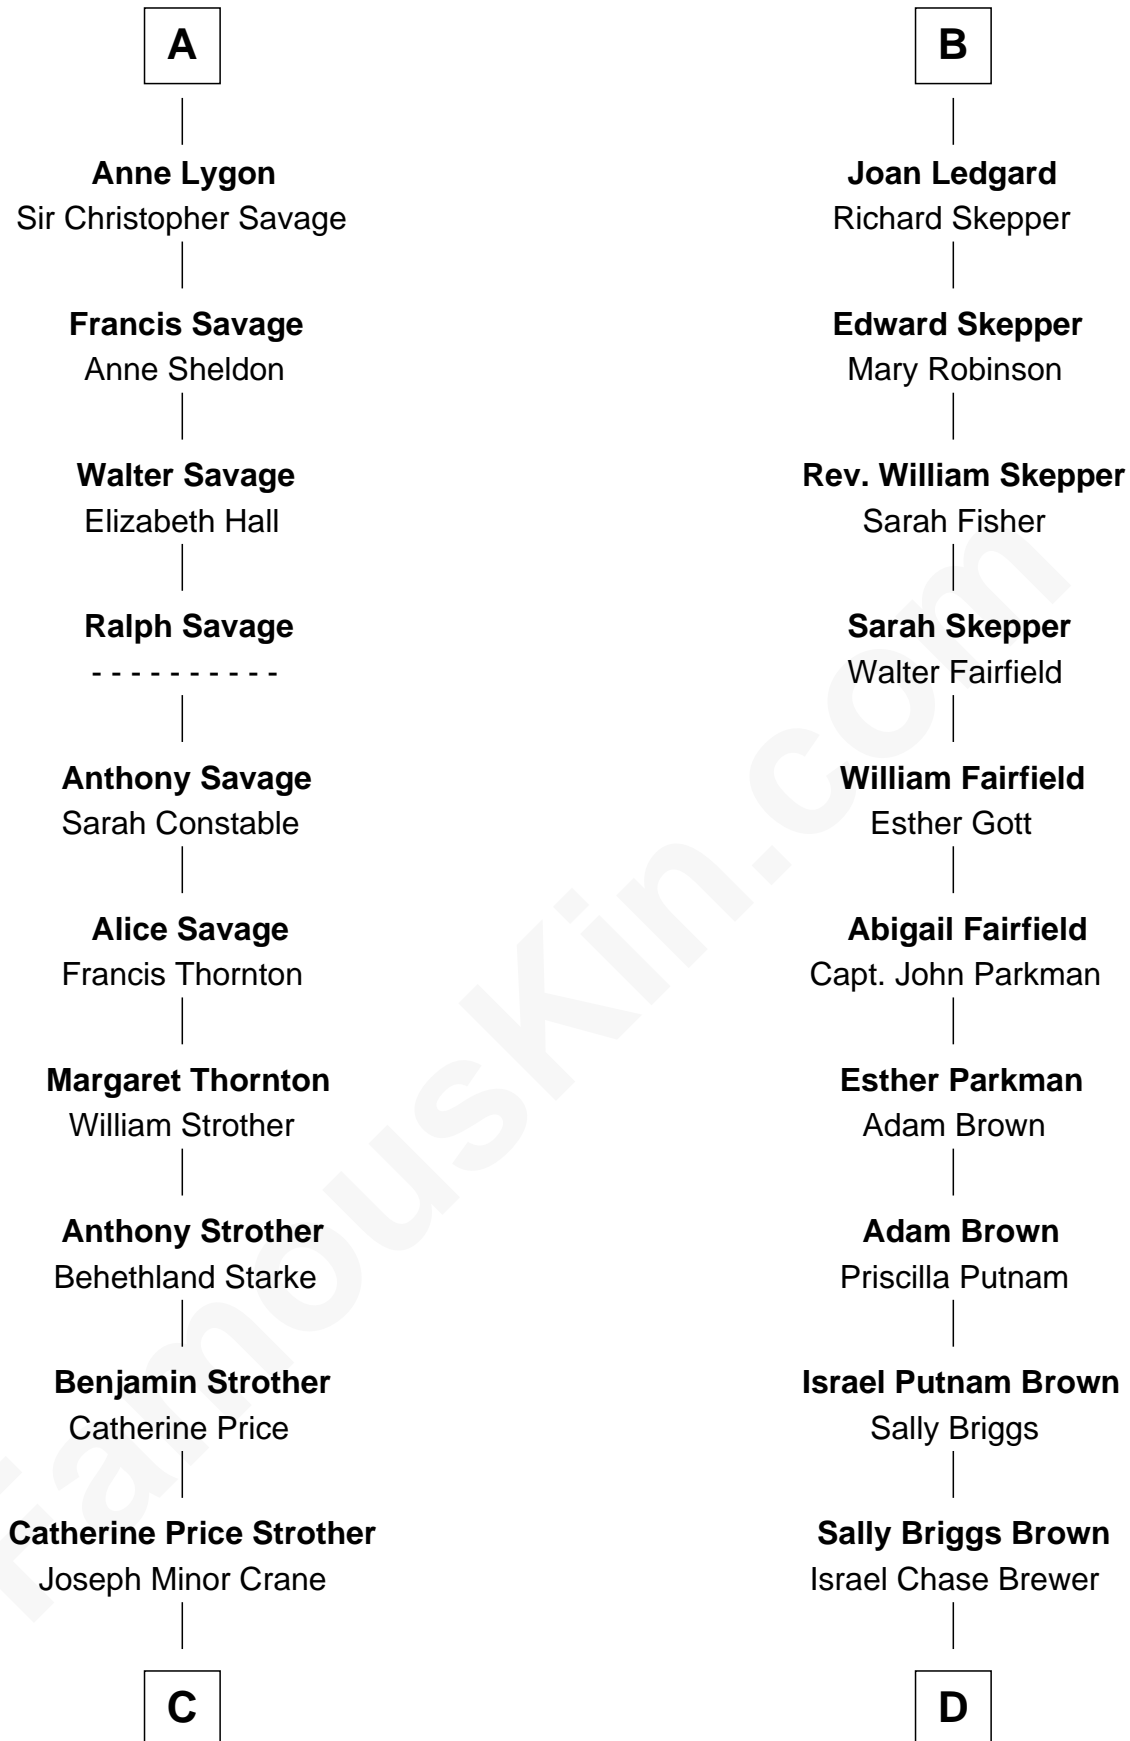 A
Anne Lygon
Sir Christopher Savage
Francis Savage
Anne Sheldon
Walter Savage
Elizabeth Hall
Ralph Savage
- - - - - - - - - -
Anthony Savage
Sarah Constable
Alice Savage
Francis Thornton
Margaret Thornton
William Strother
Anthony Strother
Behethland Starke
Benjamin Strother
Catherine Price
Catherine Price Strother
Joseph Minor Crane
C
B
Joan Ledgard
Richard Skepper
Edward Skepper
Mary Robinson
Rev. William Skepper
Sarah Fisher
Sarah Skepper
Walter Fairfield
William Fairfield
Esther Gott
Abigail Fairfield
Capt. John Parkman
Esther Parkman
Adam Brown
Adam Brown
Priscilla Putnam
Israel Putnam Brown
Sally Briggs
Sally Briggs Brown
Israel Chase Brewer
D
FamousKin.com